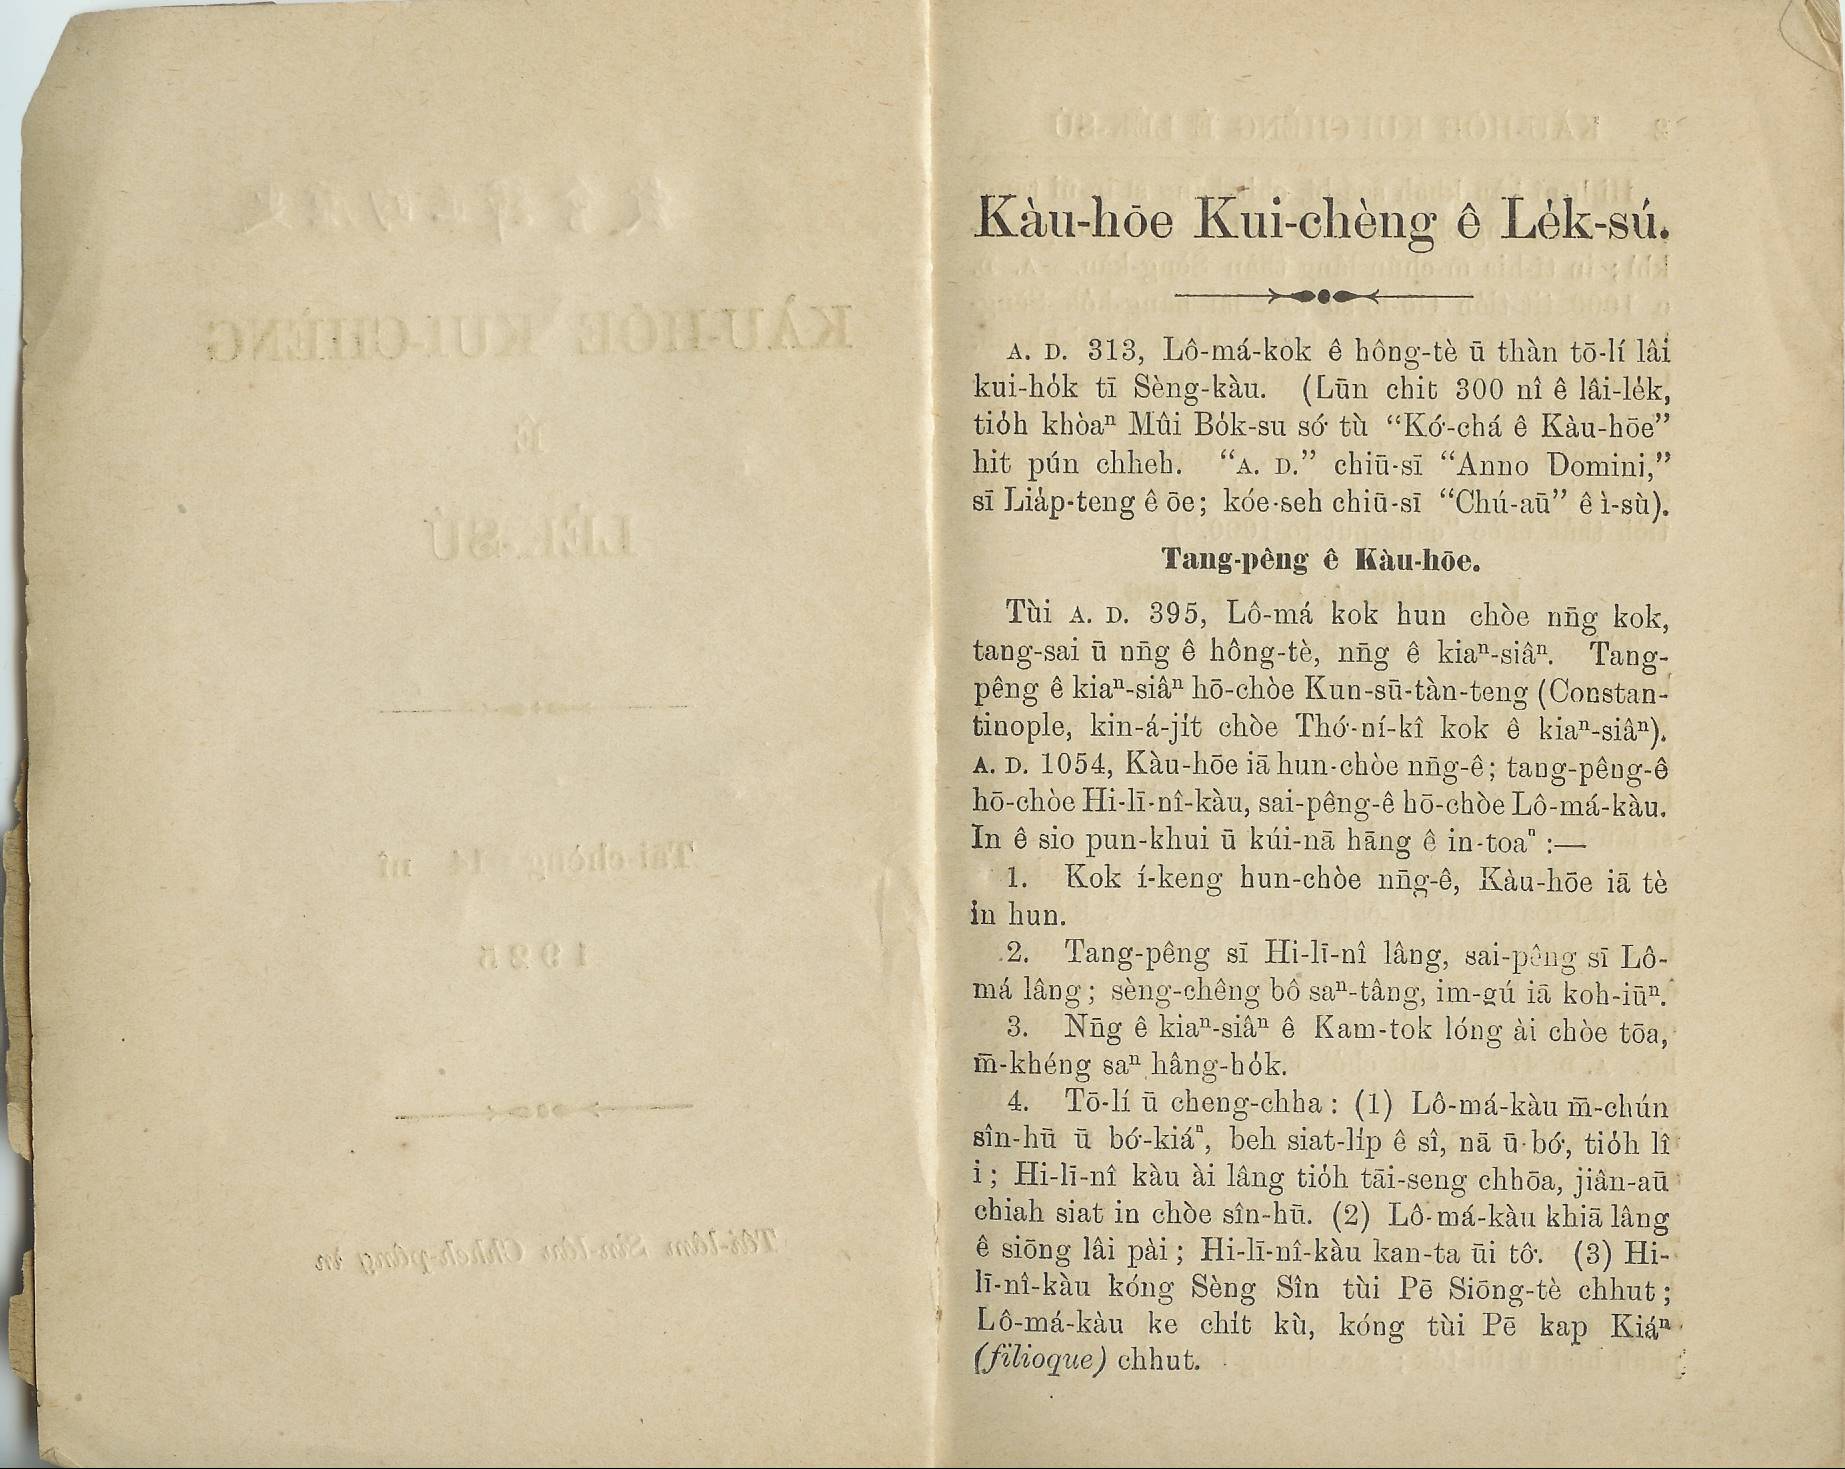 Kàu-hōe Kui-chèng ê Le̍k-sú.
A. D. 313, Lô-má-kok ê hông-tè ū thàn tō-lí lâi
kui-ho̍k tī Sèng-kàu. (Lūn chit 300 nî ê lâi-le̍k,
tio̍h khòaⁿ Mûi Bo̍k-su só͘ tù “Kó͘-chá ê Kàu-hōe”
hit pún chheh. “A. D.” chiū-sī “Anno Domini,”
sī Lia̍p-teng ê ōe; kóe-seh chiū-sī “Chú-aū” ê ì-sù).
Tang-pêng ê Kàu-hōe.
Tùi A. D. 395, Lô-má kok hun chòe nn̄g kok,
tang-sai ū nn̄g ê hông-tè, nn̄g ê kiaⁿ-siâⁿ. Tang-
pêng ê kiaⁿ-siâⁿ hō-chòe Kun-sū-tàn-teng (Constan-
tinople, kin-á-ji̍t chòe Thó͘-ní-kî kok ê kiaⁿ-siâⁿ).
A. D. 1054, Kàu-hōe iā hun-chòe nn̄g-ê; tang-pêng-ê
hō-chòe Hi-lī-nî-kàu, sai-pêng-ê hō-chòe Lô-má-kàu.
In ê sio pun-khui ū kúi-nā hāng ê in-toaⁿ :—
1. Kok í-keng hun-chòe nn̄g-ê, Kàu-hōe iā tè
in hun.
2. Tang-pêng sī Hi-lī-nî lâng, sai-pêng sī Lô-
má lâng; sèng-chêng bô saⁿ-tâng, im-gú iā koh-iūⁿ.
3. Nn̄g ê kiaⁿ-siâⁿ ê Kam-tok lóng ài chòe tōa,
m̄-khéng saⁿ hâng-ho̍k.
4. Tō-lí ū cheng-chha: (1) Lô-má-kàu m̄-chún
sîn-hū ū bó͘-kiáⁿ, beh siat-li̍p ê sî, nā ū bó͘, tio̍h lî
i; Hi-lī-nî kàu ài lâng tio̍h tāi-seng chhōa, jiân-aū
chiah siat in chòe sîn-hū. (2) Lô-má-kàu khiā lâng
ê siōng lâi pài; Hi-lī-nî-kàu kan-ta ūi tô͘. (3) Hi-
lī-nî-kàu kóng Sèng Sîn tùi Pē Siōng-tè chhut;
Lô-má-kàu ke chi̍t kù, kóng tùi Pē kap Kiáⁿ
(filioque) chhut.